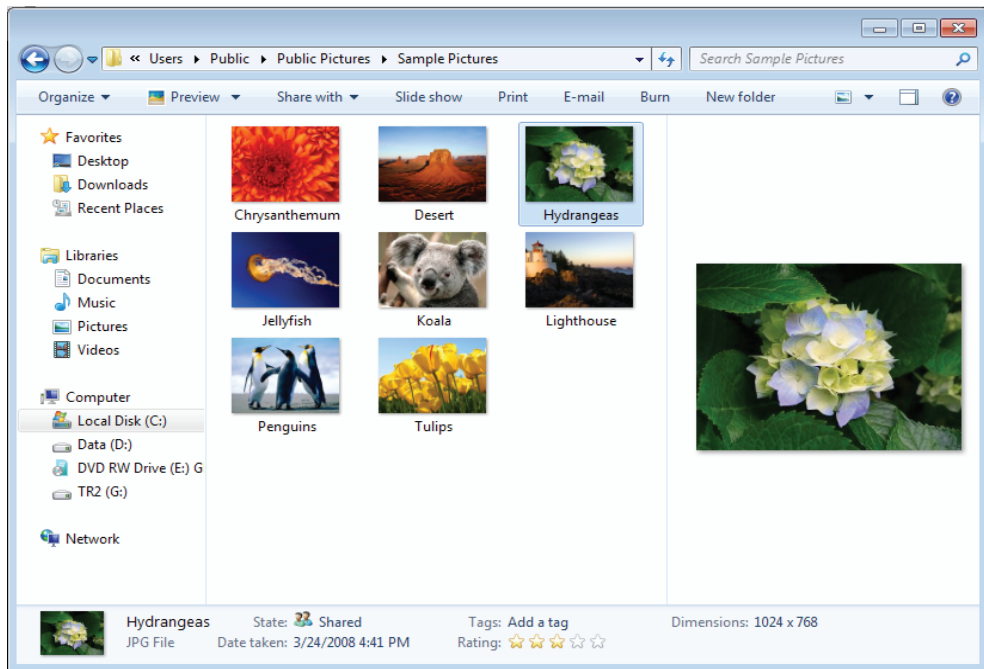 « Users Public Public Pictures Sample Pictures
Search Sample Pictures
Organize Preview Share with Slide show Print E-mail Burn New folder
Favorites
Desktop
Downloads
Recent Places
Libraries
Documents
Music
Pictures
Videos
Computer
Local Disk (C:)
Data (D:)
DVD RW Drive (E:) G
TR2 (G:)
Network
Chrysanthemum Desert Hydrangeas
Jellyfish Koala Lighthouse
Penguins Tulips
Hydrangeas State: Shared Tags: Add a tag Dimensions: 1024 x 768
JPG File Date taken: 3/24/2008 4:41 PM Rating: